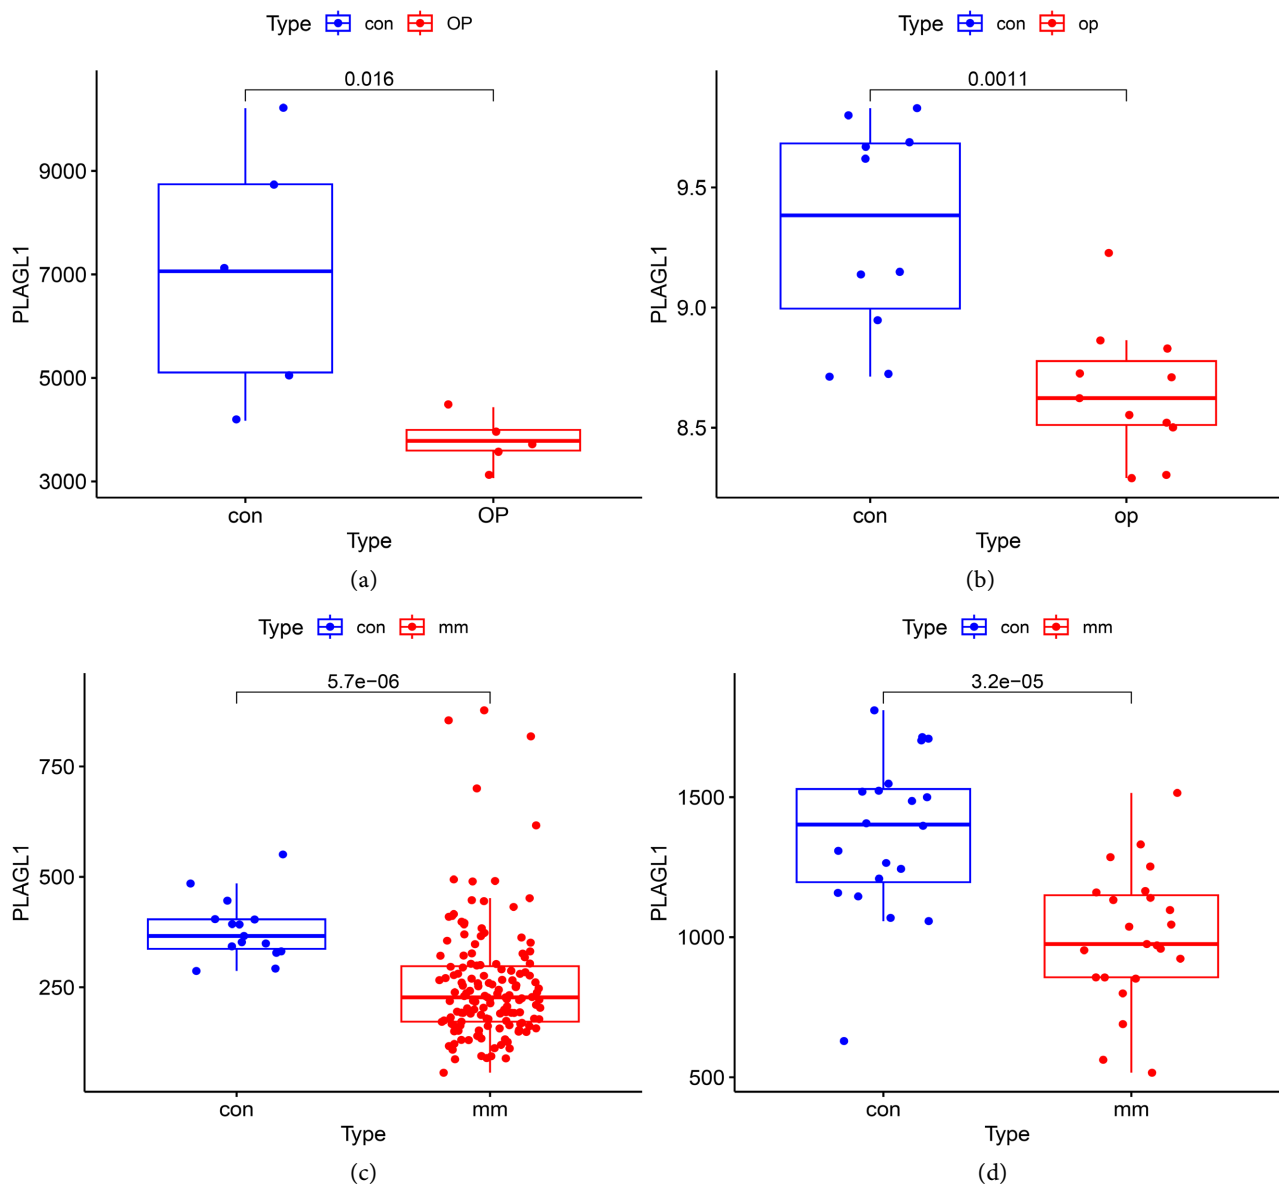 Type con OP
0.016
9000
7000
5000
3000
PLAGL1
con OP
Type
(a)
Type con op
0.0011
9.5
9.0
8.5
PLAGL1
con op
Type
(b)
Type con mm
5.7e−06
750
500
250
PLAGL1
con mm
Type
(c)
Type con mm
3.2e−05
1500
1000
500
PLAGL1
con mm
Type
(d)